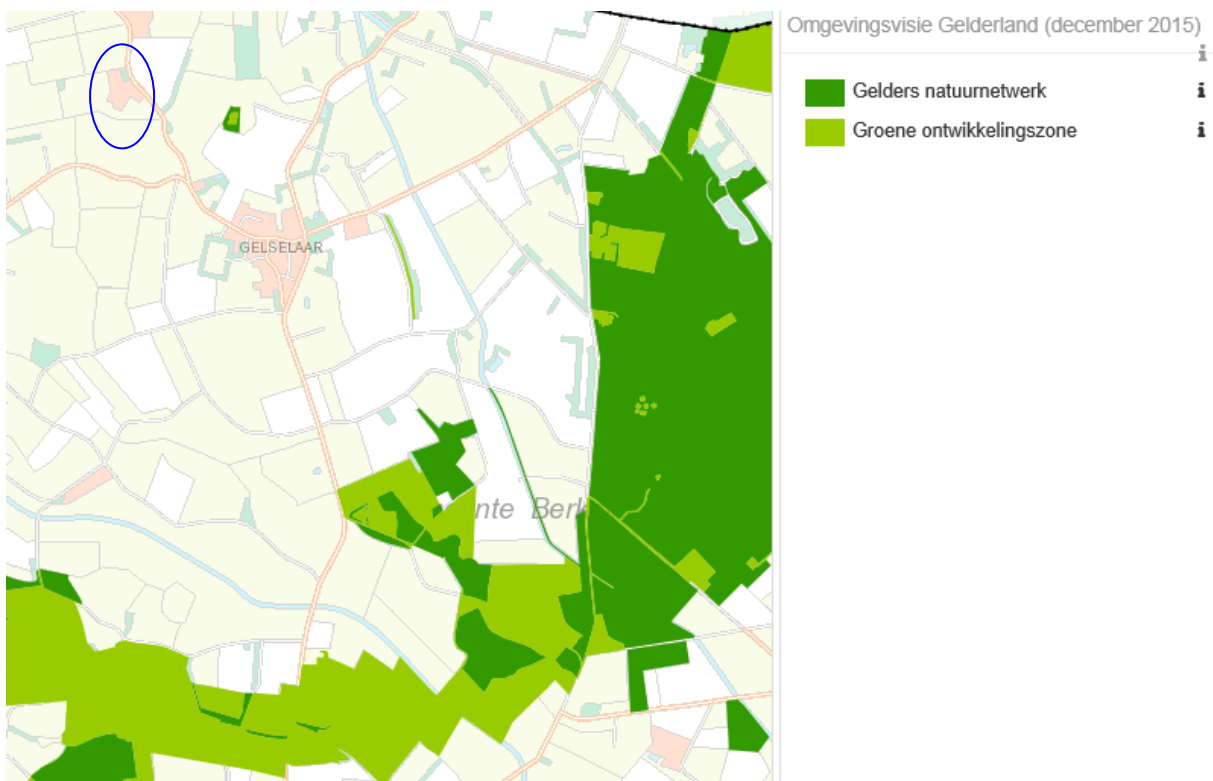 Omgevingsvisie Gelderland (december 2015)
i
Gelders natuurnetwerk i
Groene ontwikkelingszone i
GELSELAAR
nte Berk